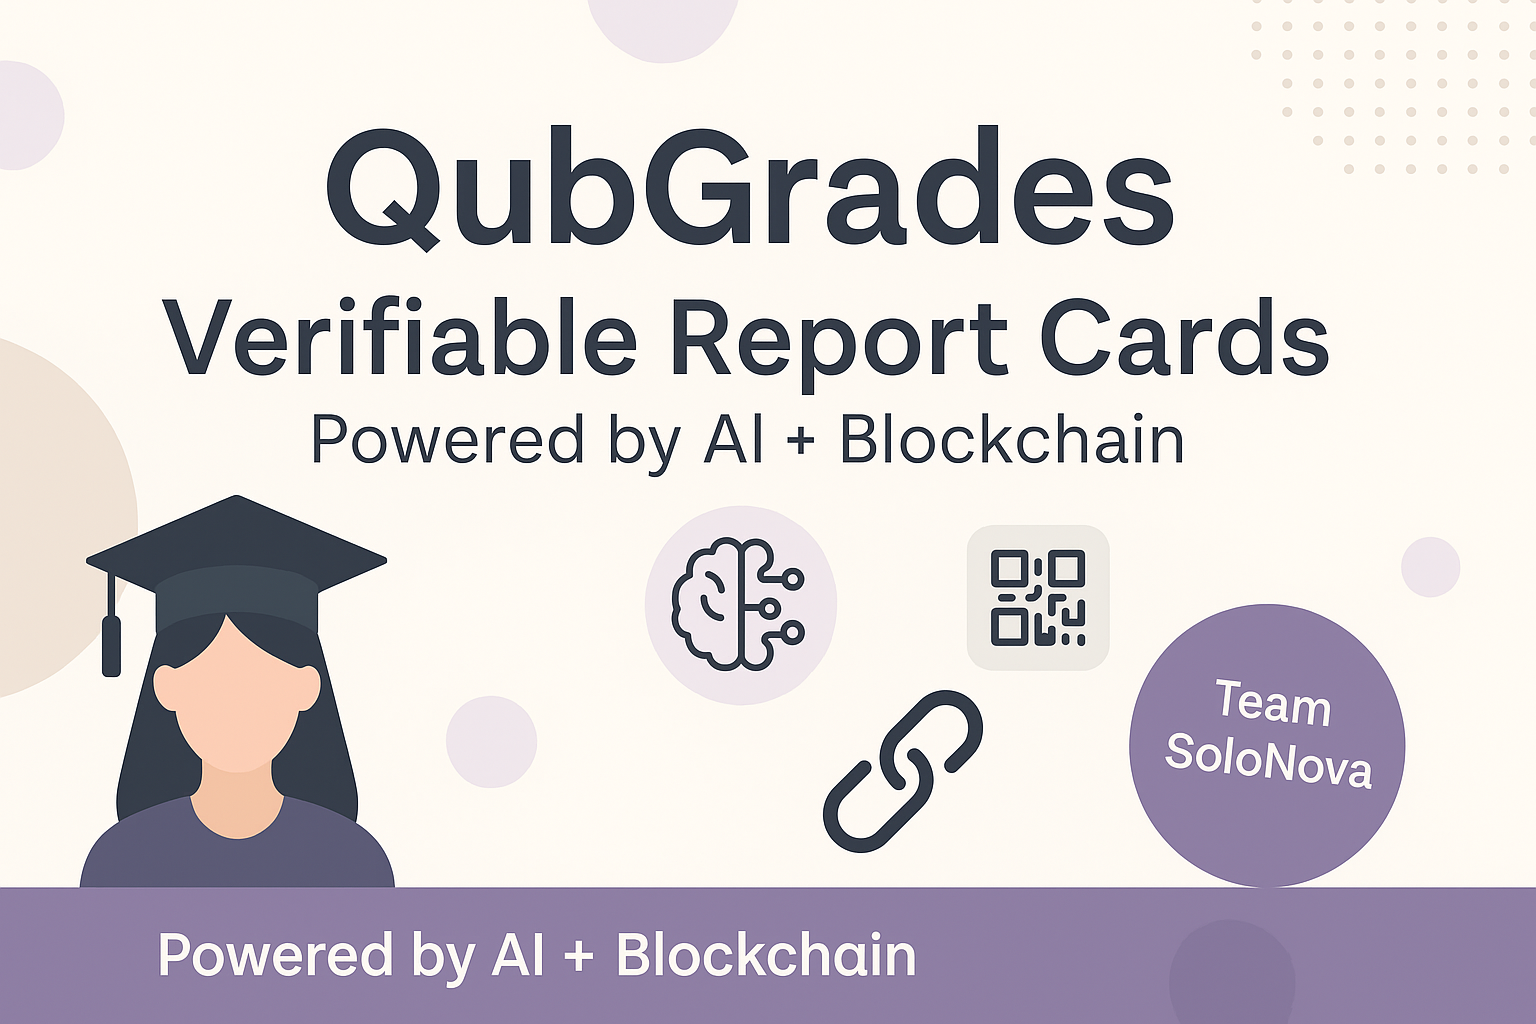 QubGrades
Verifiable Report Cards
Powered by AI + Blockchain
Team
SoloNova
Powered by AI + Blockchain